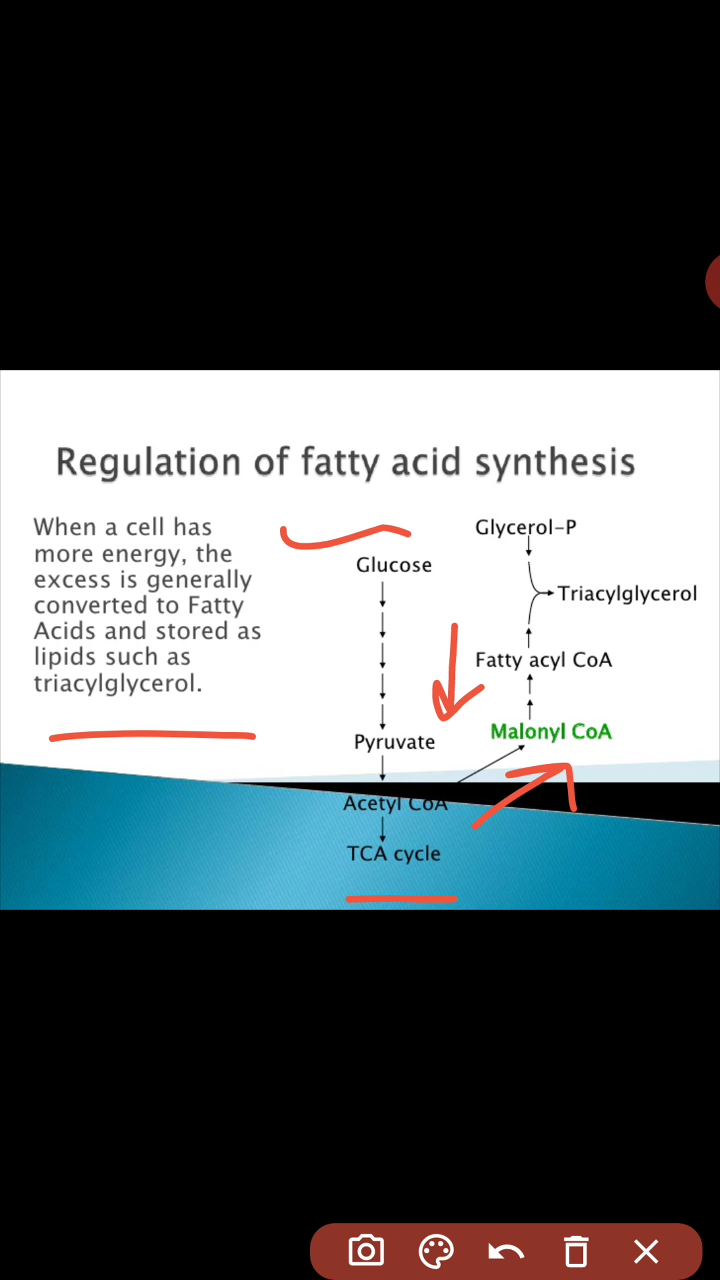 Regulation of fatty acid synthesis
When a cell has
more energy, the
excess is generally
converted to Fatty
Acids and stored as
lipids such as
triacylglycerol.
Glucose
Pyruvate
Acetyl CoA
TCA cycle
Glycerol-P
Triacylglycerol
Fatty acyl CoA
Malonyl CoA